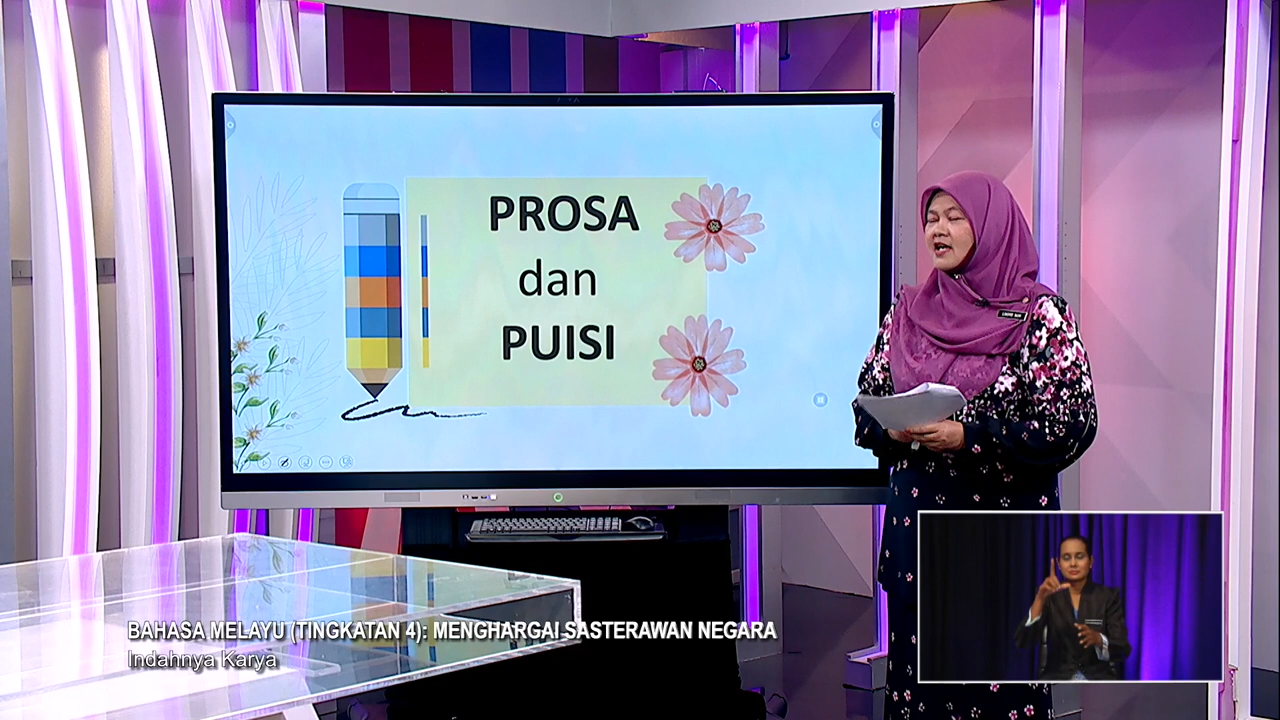 PROSA
dan
PUISI
BAHASA MELAYU (TINGKATAN 4): MENGHARGAI SASTERAWAN NEGARA
Indahnya Karya